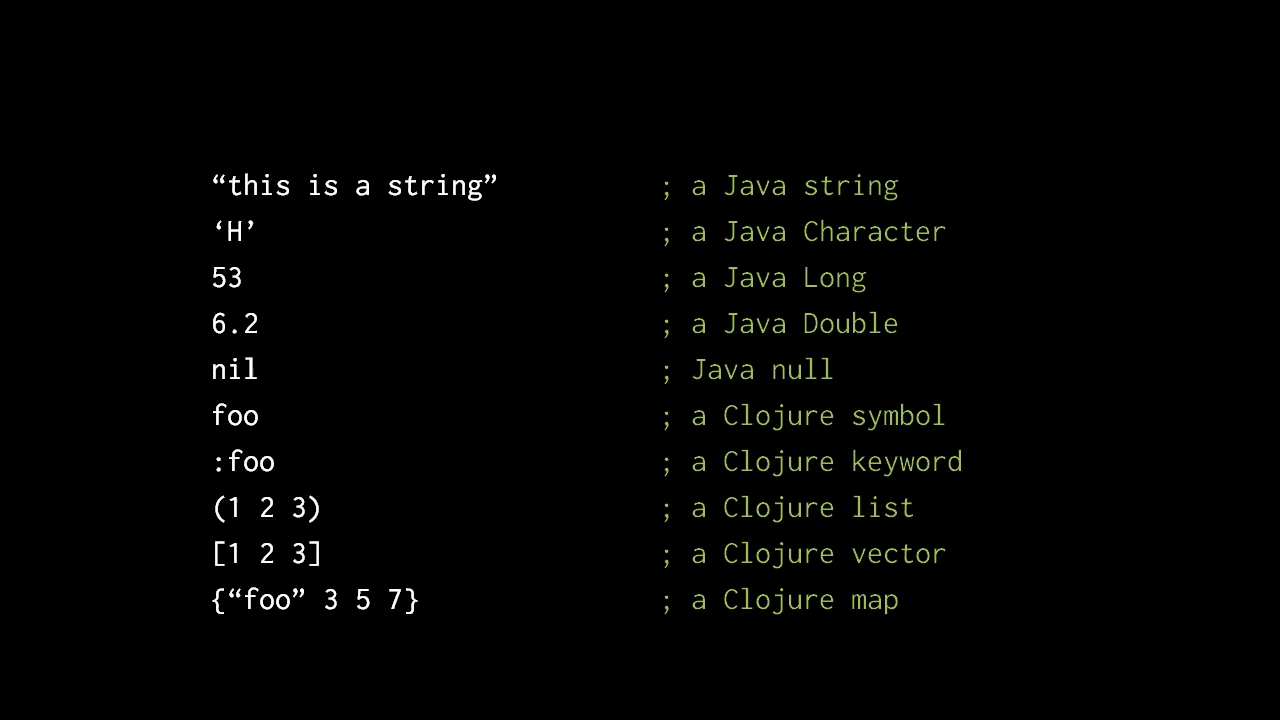 “this is a string” ; a Java string
‘H’ ; a Java Character
53 ; a Java Long
6.2 ; a Java Double
nil ; Java null
foo ; a Clojure symbol
:foo ; a Clojure keyword
(1 2 3) ; a Clojure list
[1 2 3] ; a Clojure vector
{“foo” 3 5 7} ; a Clojure map